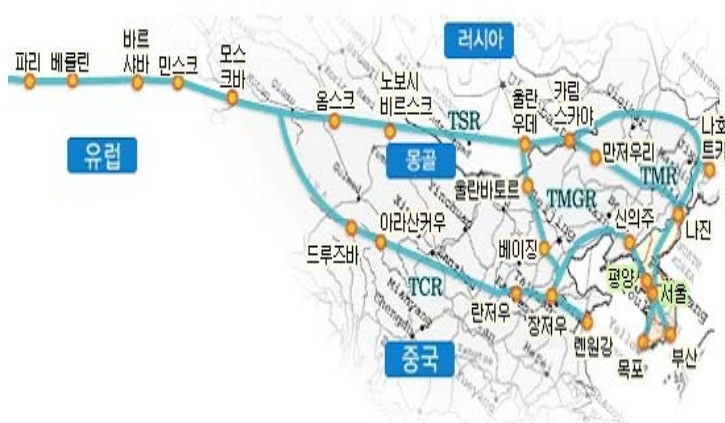 러시아
파리
베를린
바르
샤바
민스크
모스
크바
옴스크
노보시
비르스크
TSR
울란
우데
카림
스카야
나호
트카
만저우리
TMR
유럽
몽골
울란바토르
TMGR
신의주
나진
드루즈바
아라산커우
베이징
평양
서울
TCR
란저우
장저우
롄윈강
중국
목포
부산